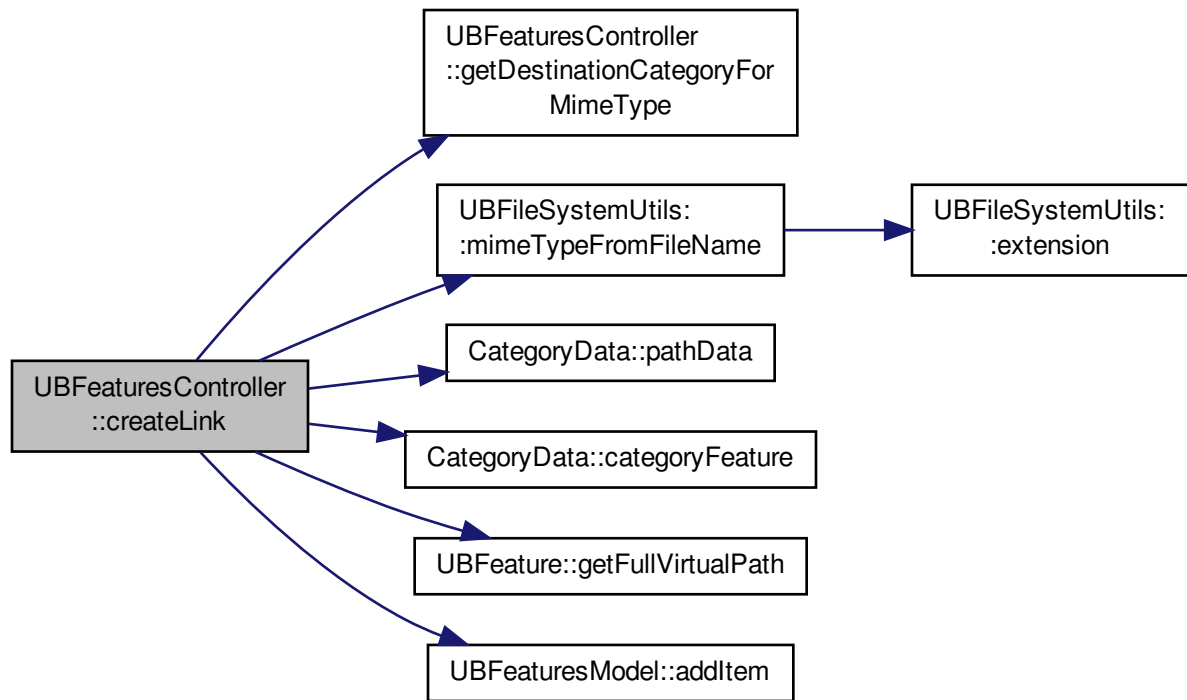 UBFeaturesController
::getDestinationCategoryFor
MimeType
UBFileSystemUtils:
:mimeTypeFromFileName
UBFileSystemUtils:
:extension
CategoryData::pathData
UBFeaturesController
::createLink
CategoryData::categoryFeature
UBFeature::getFullVirtualPath
UBFeaturesModel::addItem